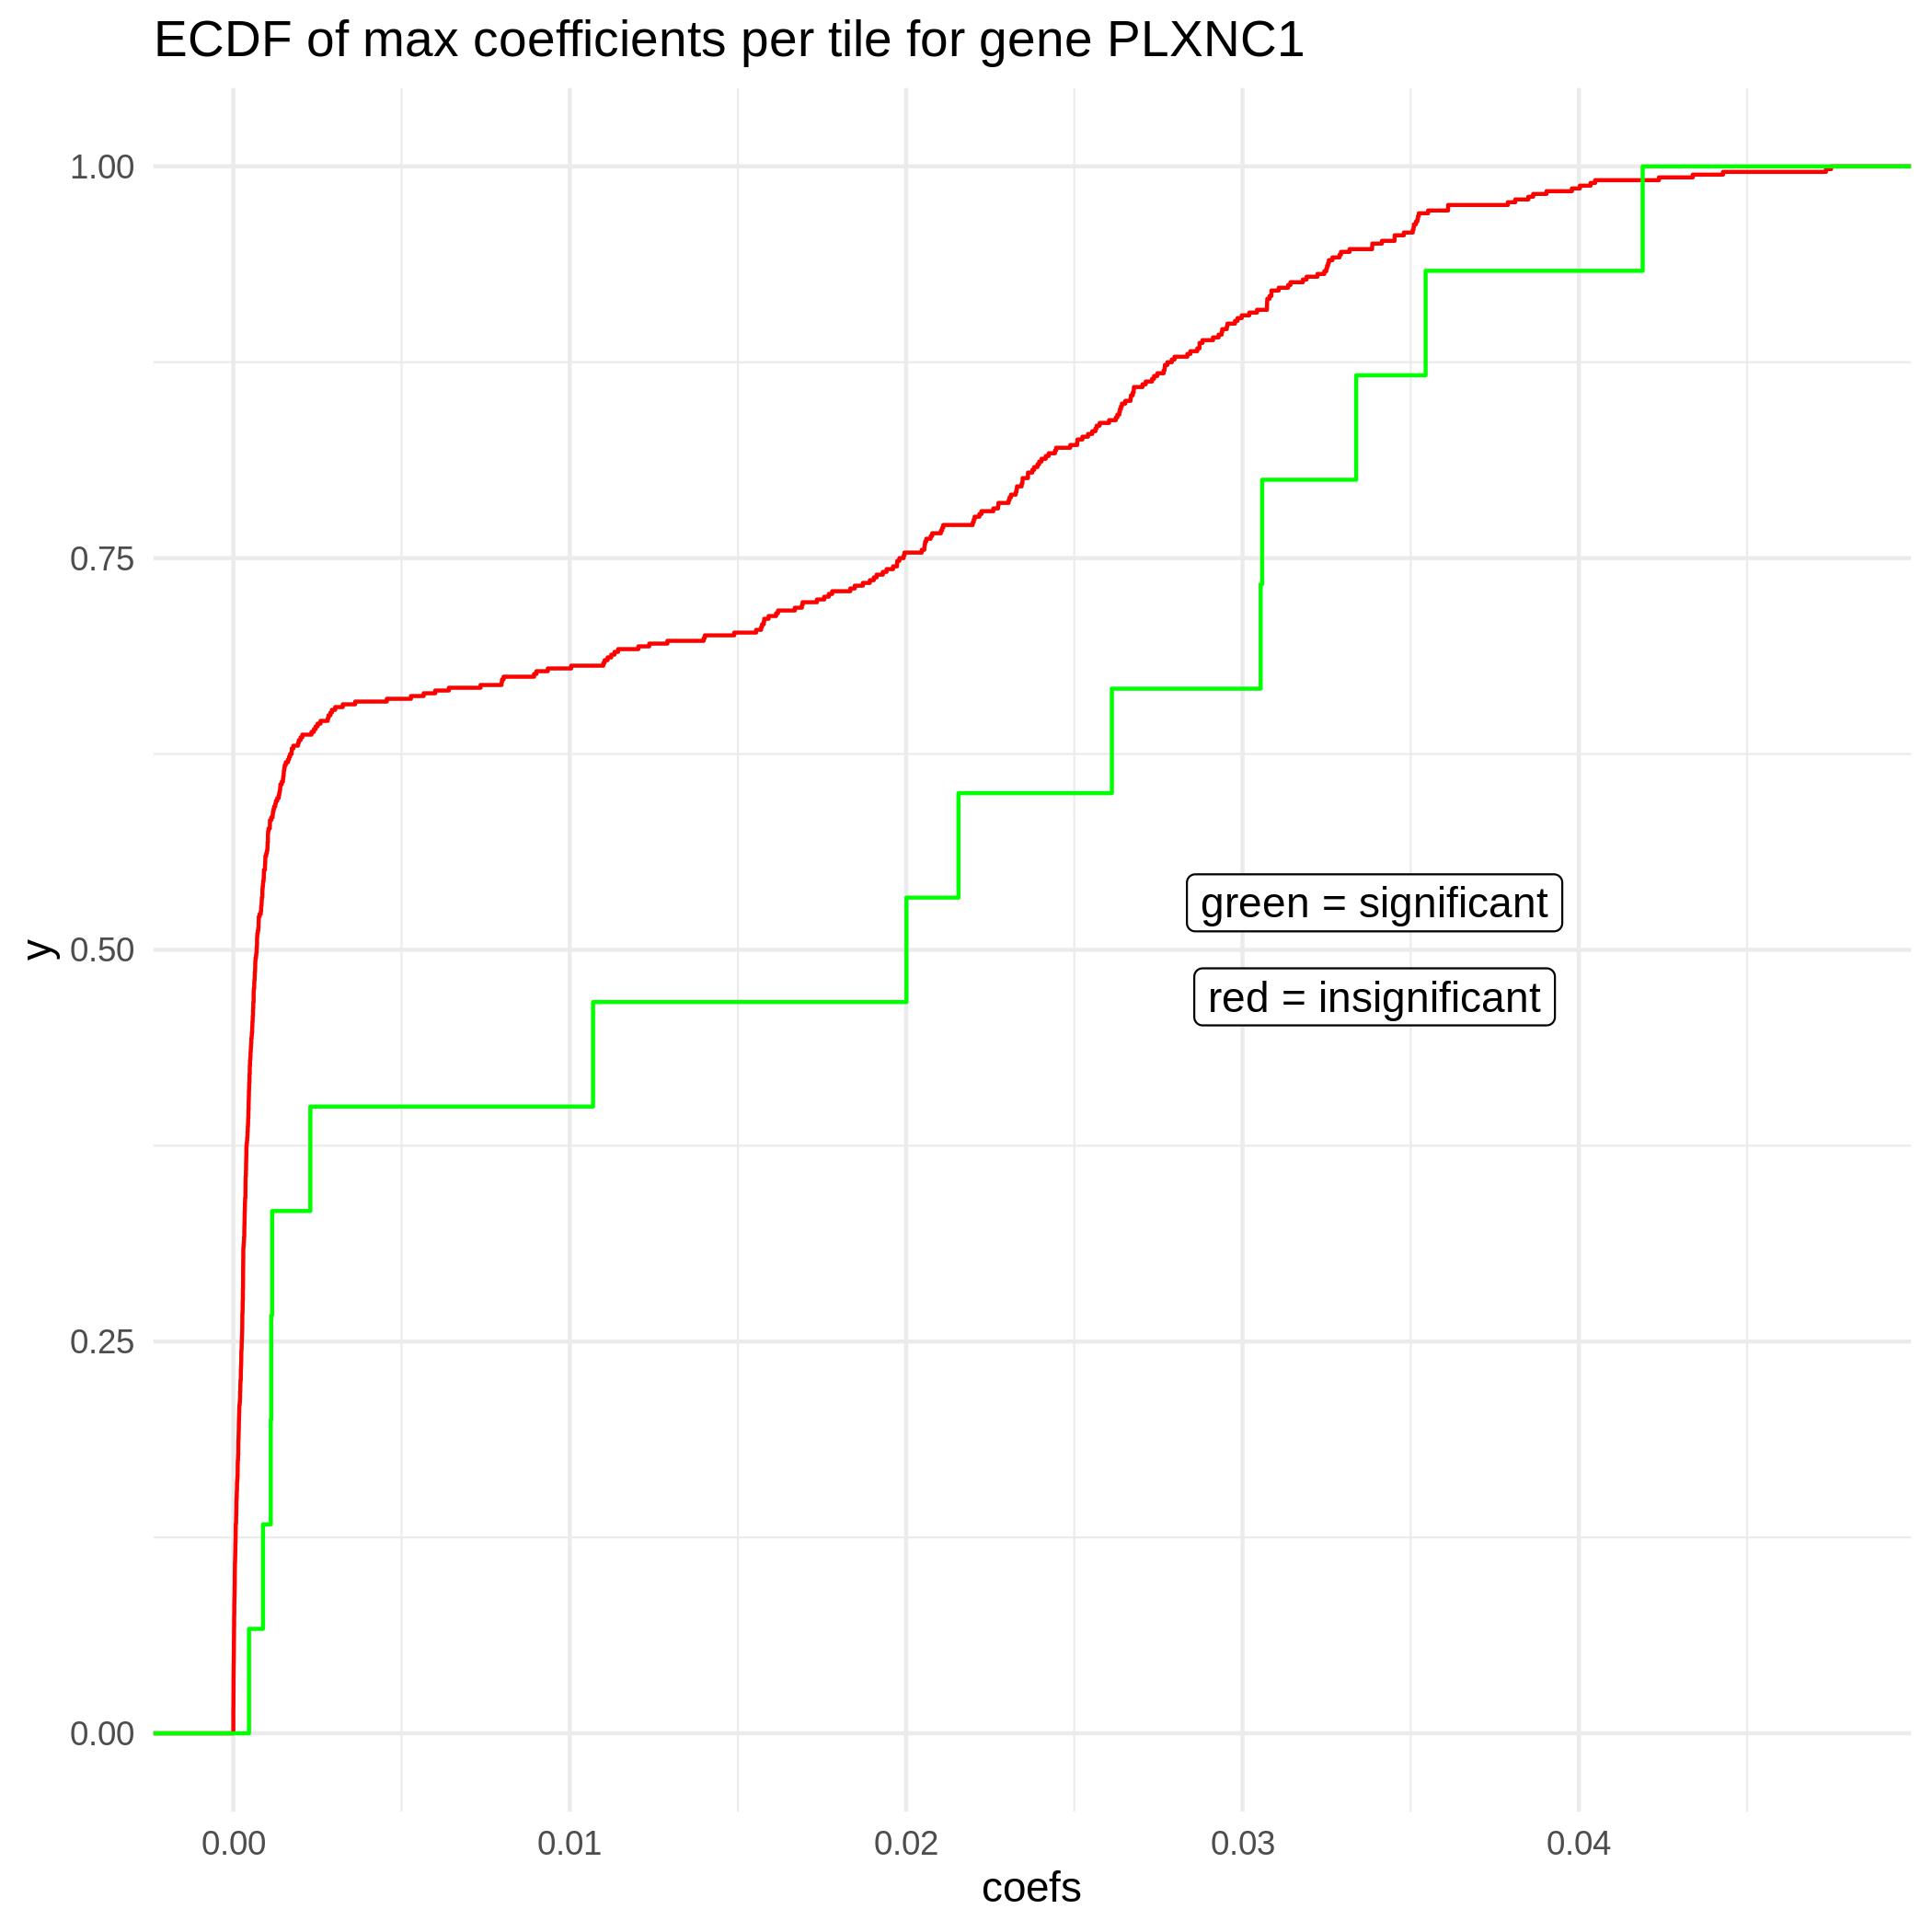 ECDF of max coefficients per tile for gene PLXNC1
1.00
0.75
0.50
0.25
0.00
y
green = significant
red = insignificant
0.00 0.01 0.02 0.03 0.04
coefs